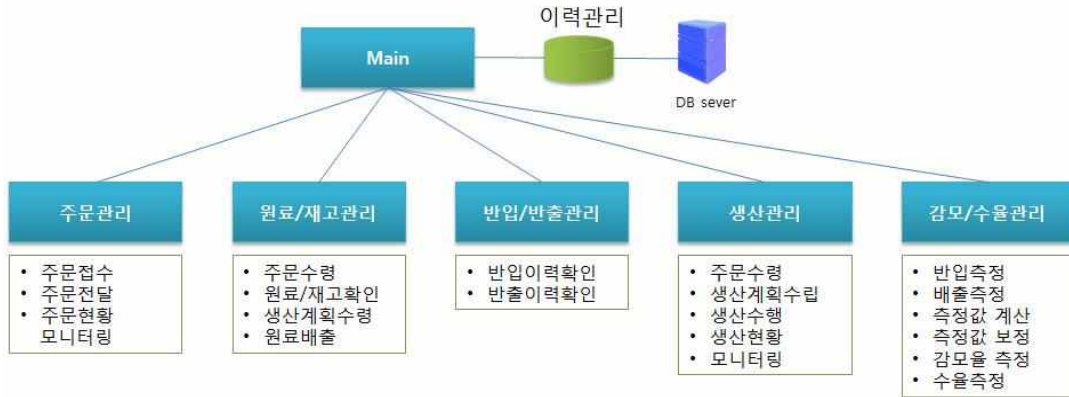 이력관리
Main
DB sever
주문관리
• 주문접수
• 주문전달
• 주문현황
모니터링
원료/재고관리
• 주문수령
• 원료/재고확인
• 생산계획수령
• 원료배출
반입/반출관리
• 반입이력확인
• 반출이력확인
생산관리
• 주문수령
• 생산계획수립
• 생산수행
• 생산현황
• 모니터링
감모/수율관리
• 반입측정
• 배출측정
• 측정값 계산
• 측정값 보정
• 감모율 측정
• 수율측정